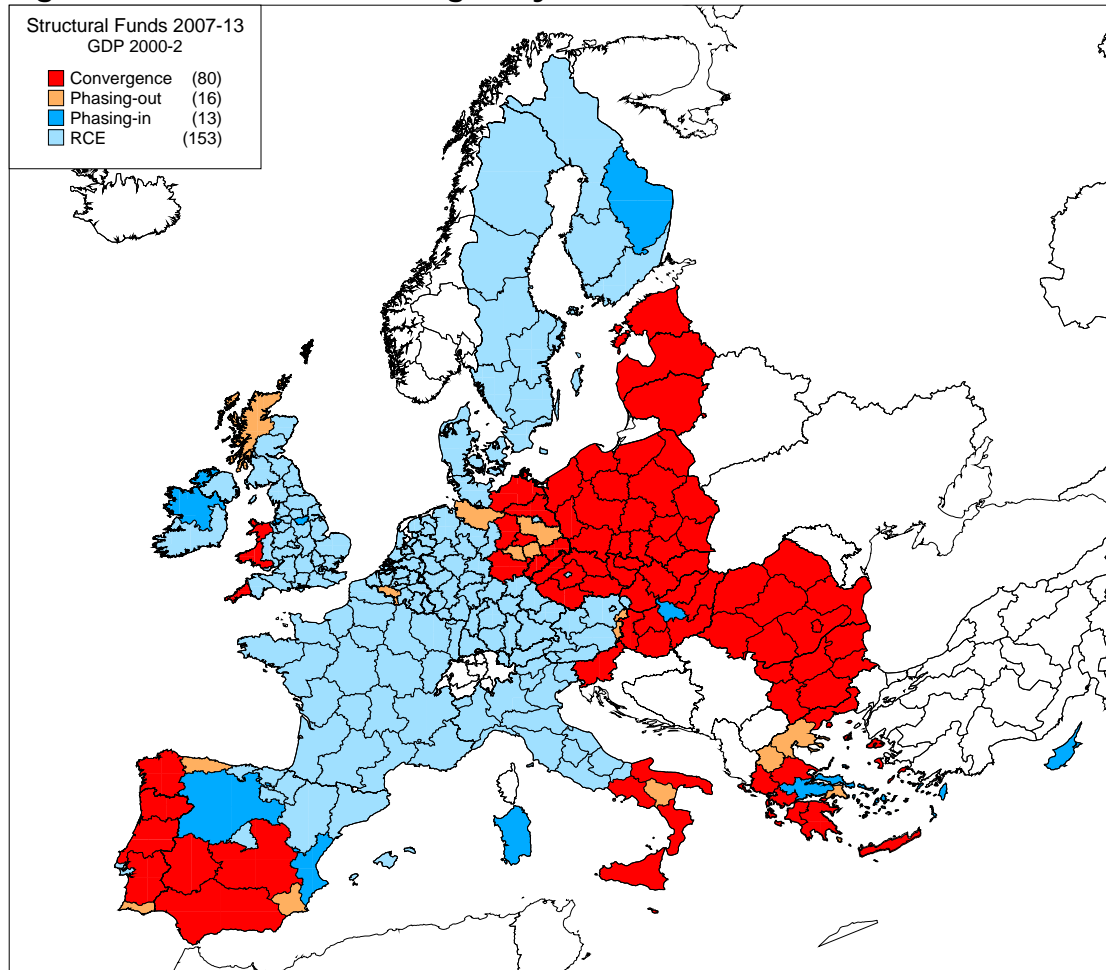 Structural Funds 2007-13
GDP 2000-2
Convergence (80)
Phasing-out (16)
Phasing-in (13)
RCE (153)